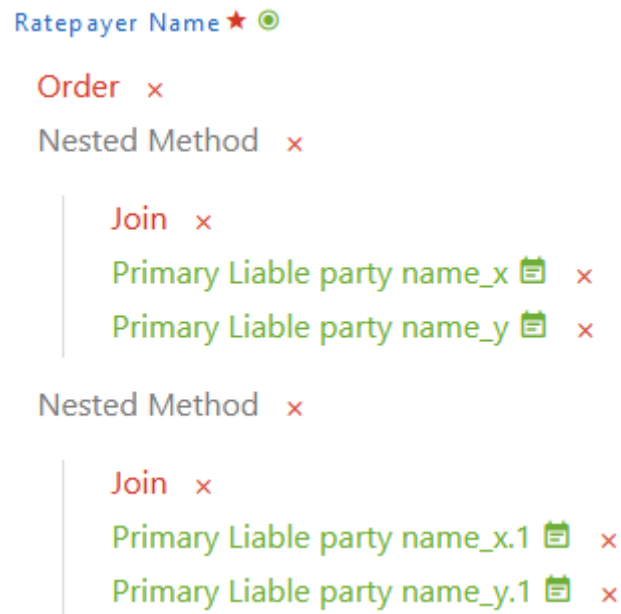 Ratepayer Name
Order
Nested Method
Join
Primary Liable party name_x
Primary Liable party name_y
Nested Method
Join
Primary Liable party name_x.1
Primary Liable party name_y.1